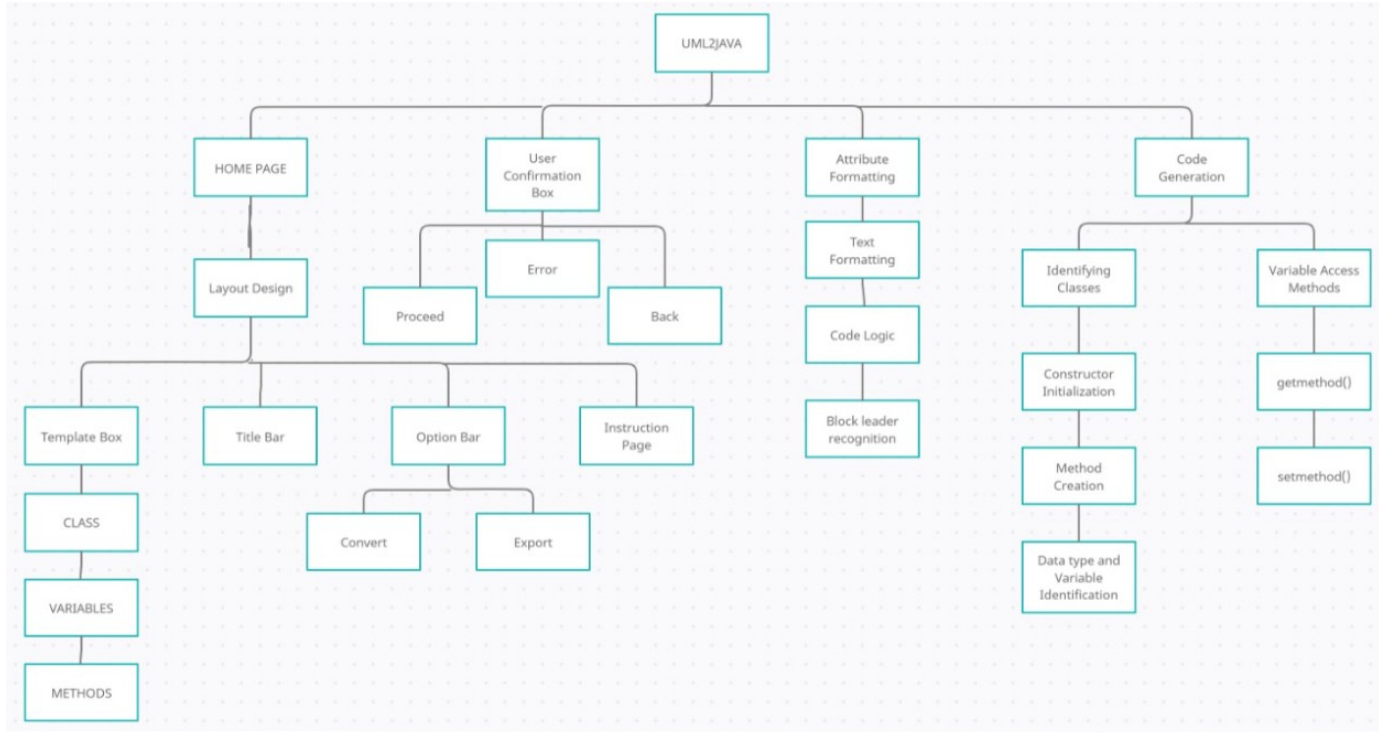 UML2JAVA
HOME PAGE
User
Confirmation
Box
Attribute
Formatting
Code
Generation
Layout Design
Proceed
Error
Back
Text
Formatting
Code Logic
Block leader
recognition
Identifying
Classes
Variable Access
Methods
Constructor
Initialization
getmethod()
Method
Creation
setmethod()
Data type and
Variable
Identification
Template Box
Title Bar
Option Bar
Instruction
Page
CLASS
Convert
Export
VARIABLES
METHODS